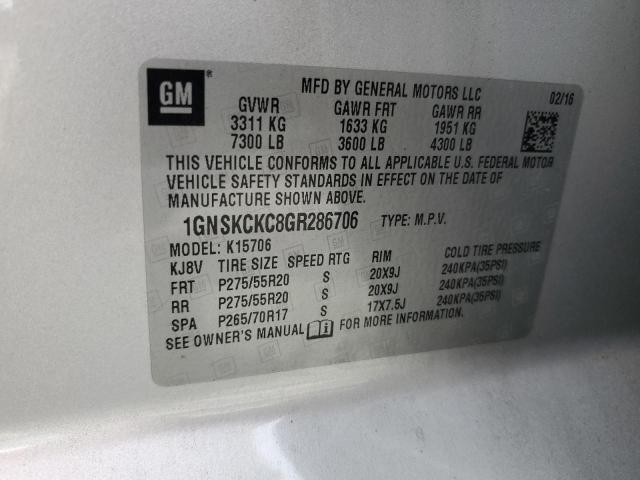 GM ®
MFD BY GENERAL MOTORS LLC 02/16
GVWR GAWR FRT GAWR RR
3311 KG 1633 KG 1951 KG
7300 LB 3600 LB 4300 LB
THIS VEHICLE CONFORMS TO ALL APPLICABLE U.S. FEDERAL MOTOR
VEHICLE SAFETY STANDARDS IN EFFECT ON THE DATE OF
MANUFACTURE SHOWN ABOVE.
1GNSKCKC8GR286706 TYPE: M.P.V.
MODEL: K15706
KJ8V TIRE SIZE SPEED RTG RIM COLD TIRE PRESSURE
FRT P275/55R20 S 20X9J 240KPA(35PSI)
RR P275/55R20 S 20X9J 240KPA(35PSI)
SPA P265/70R17 S 17X7.5J 240KPA(35PSI)
SEE OWNER'S MANUAL FOR MORE INFORMATION.